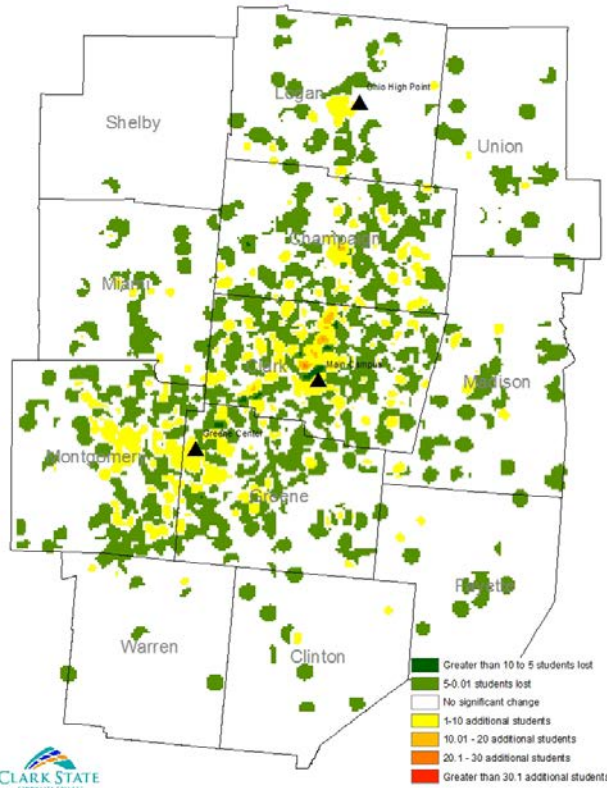 Ohio High Point
Logan
Shelby
Union
Champaign
Miami
Clark
Main Campus
Madison
Greene Center
Montgomery
Greene
Fayette
Warren
Clinton
Greater than 10 to 5 students lost
5-0.01 students lost
No significant change
1-10 additional students
10.01 - 20 additional students
20.1 - 30 additional students
Greater than 30.1 additional students
CLARK STATE